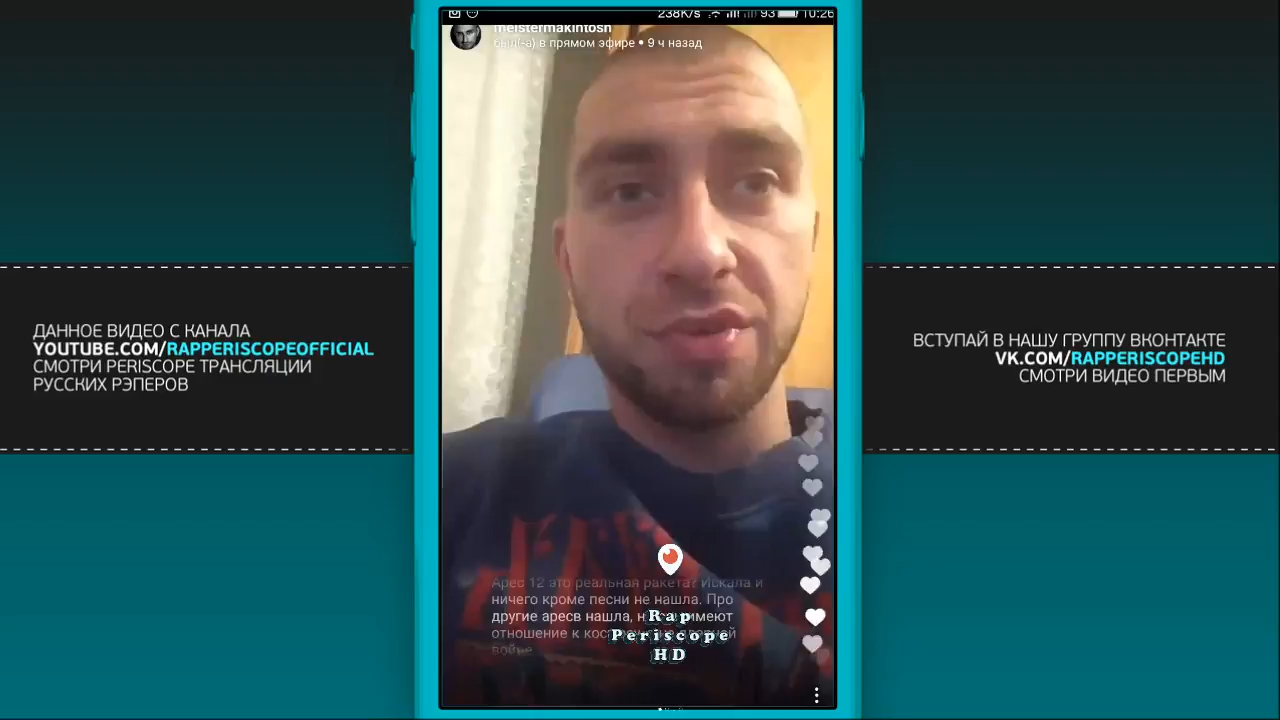 238K/s 93 10:26
meistermakintosh
был(-а) в прямом эфире • 9 ч назад
ДАННОЕ ВИДЕО С КАНАЛА
YOUTUBE.COM/RAPPERISCOPEOFFICIAL
СМОТРИ PERISCOPE ТРАНСЛЯЦИИ
РУССКИХ РЭПЕРОВ
ВСТУПАЙ В НАШУ ГРУППУ ВКОНТАКТЕ
VK.COM/RAPPERISCOPEHD
СМОТРИ ВИДЕО ПЕРВЫМ
Арес 12 это реальная ракета? Искала и
ничего кроме песни не нашла. Про
другие аресв нашла, имеют
отношение к
войне
Rap
Periscope
HD